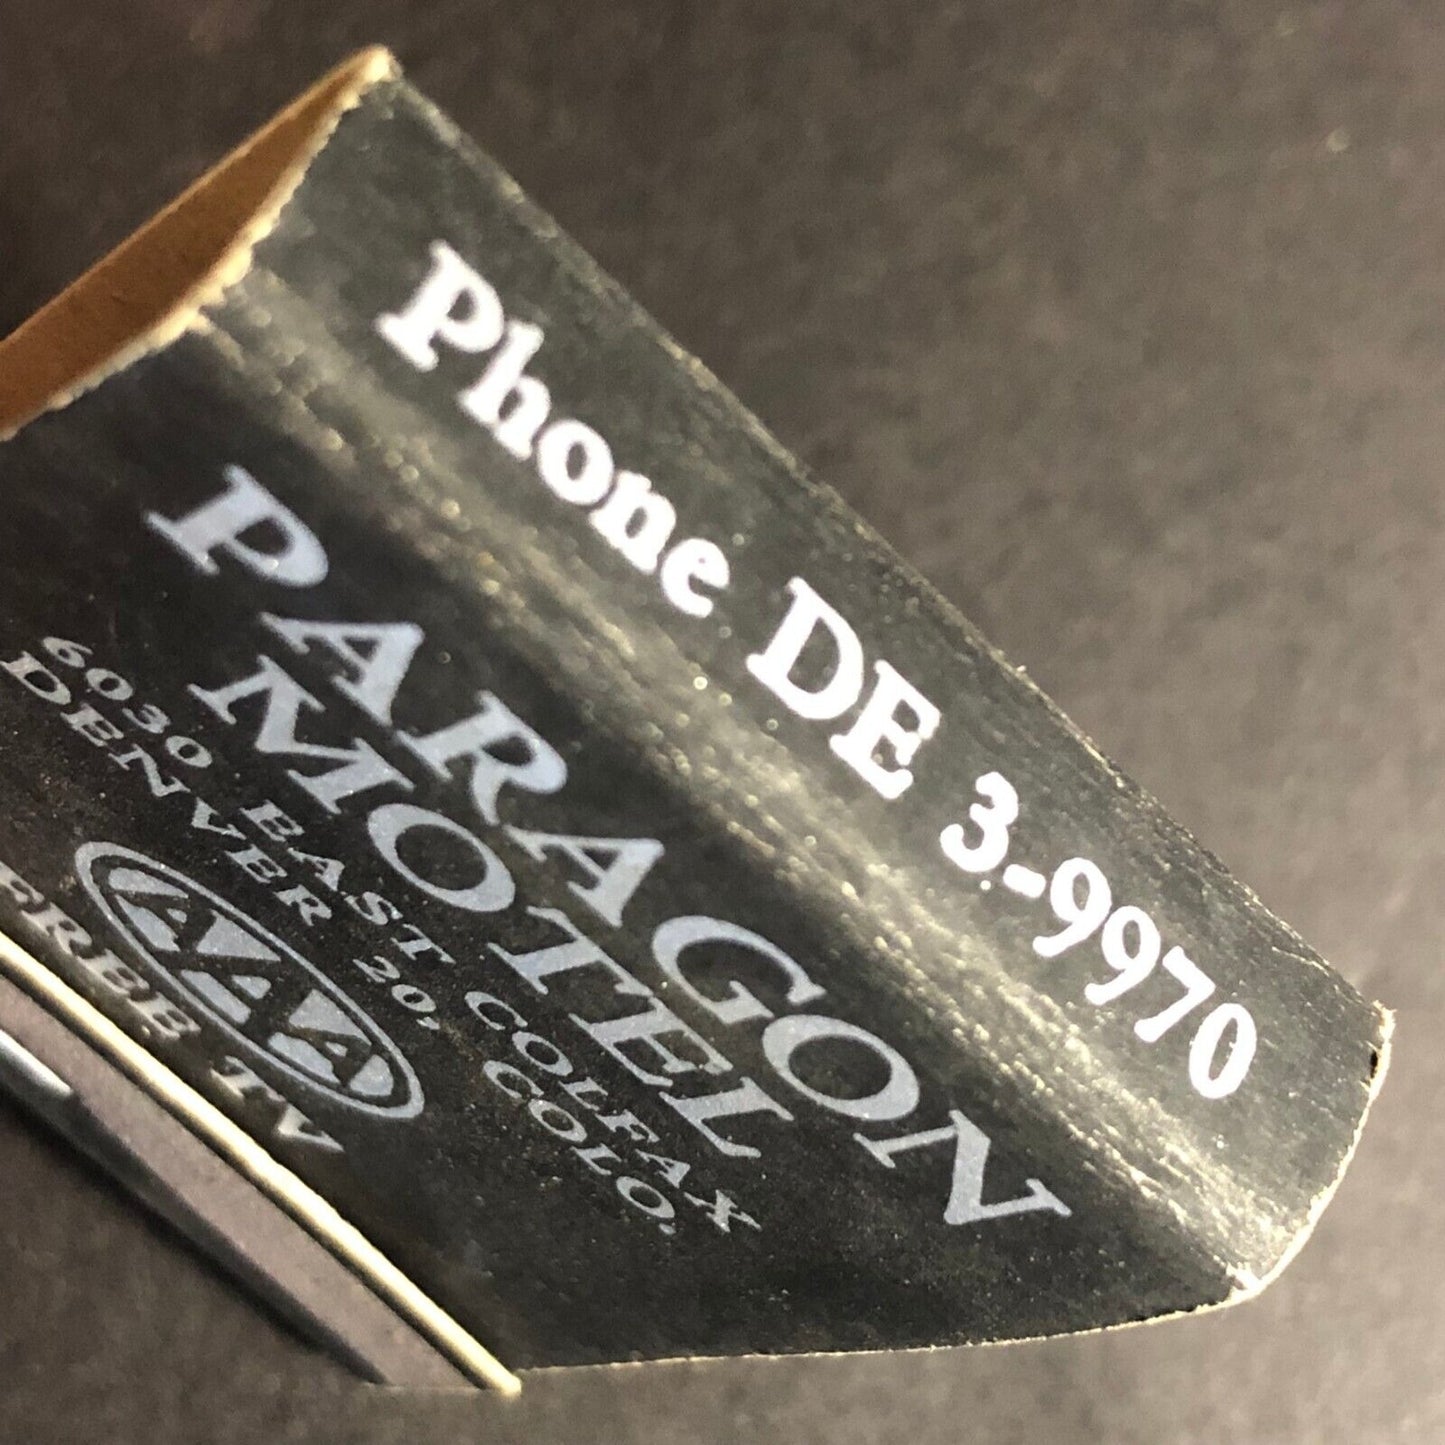 Phone DE 3-9970
PARAGON
MOTEL
6030 EAST COLFAX
DENVER 20, COLO.
AAA
FREE TV